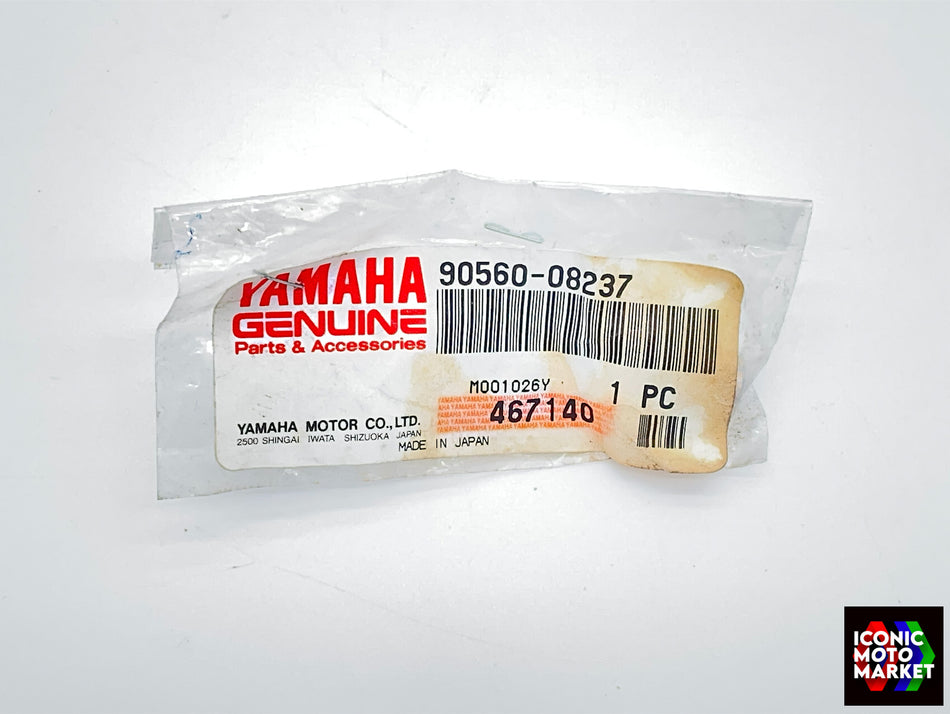 YAMAHA
GENUINE
Parts & Accessories
90560-08237
M001026Y
1 PC
467140
YAMAHA MOTOR CO.,LTD.
2500 SHINGAI IWATA SHIZUOKA JAPAN
MADE IN JAPAN
ICONIC
MOTO
MARKET